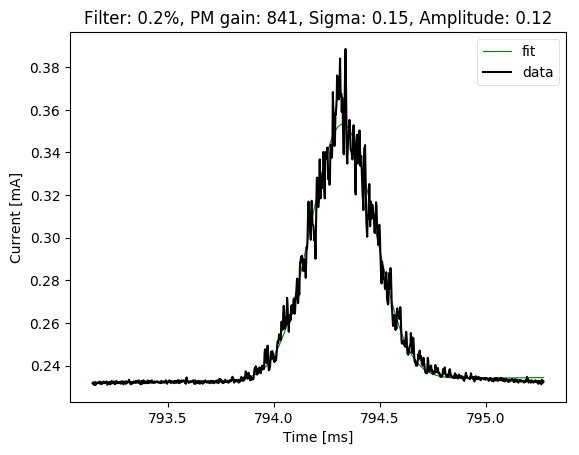 Filter: 0.2%, PM gain: 841, Sigma: 0.15, Amplitude: 0.12
fit
data
0.38
0.36
0.34
0.32
0.30
0.28
0.26
0.24
Current [mA]
793.5
794.0
794.5
795.0
Time [ms]